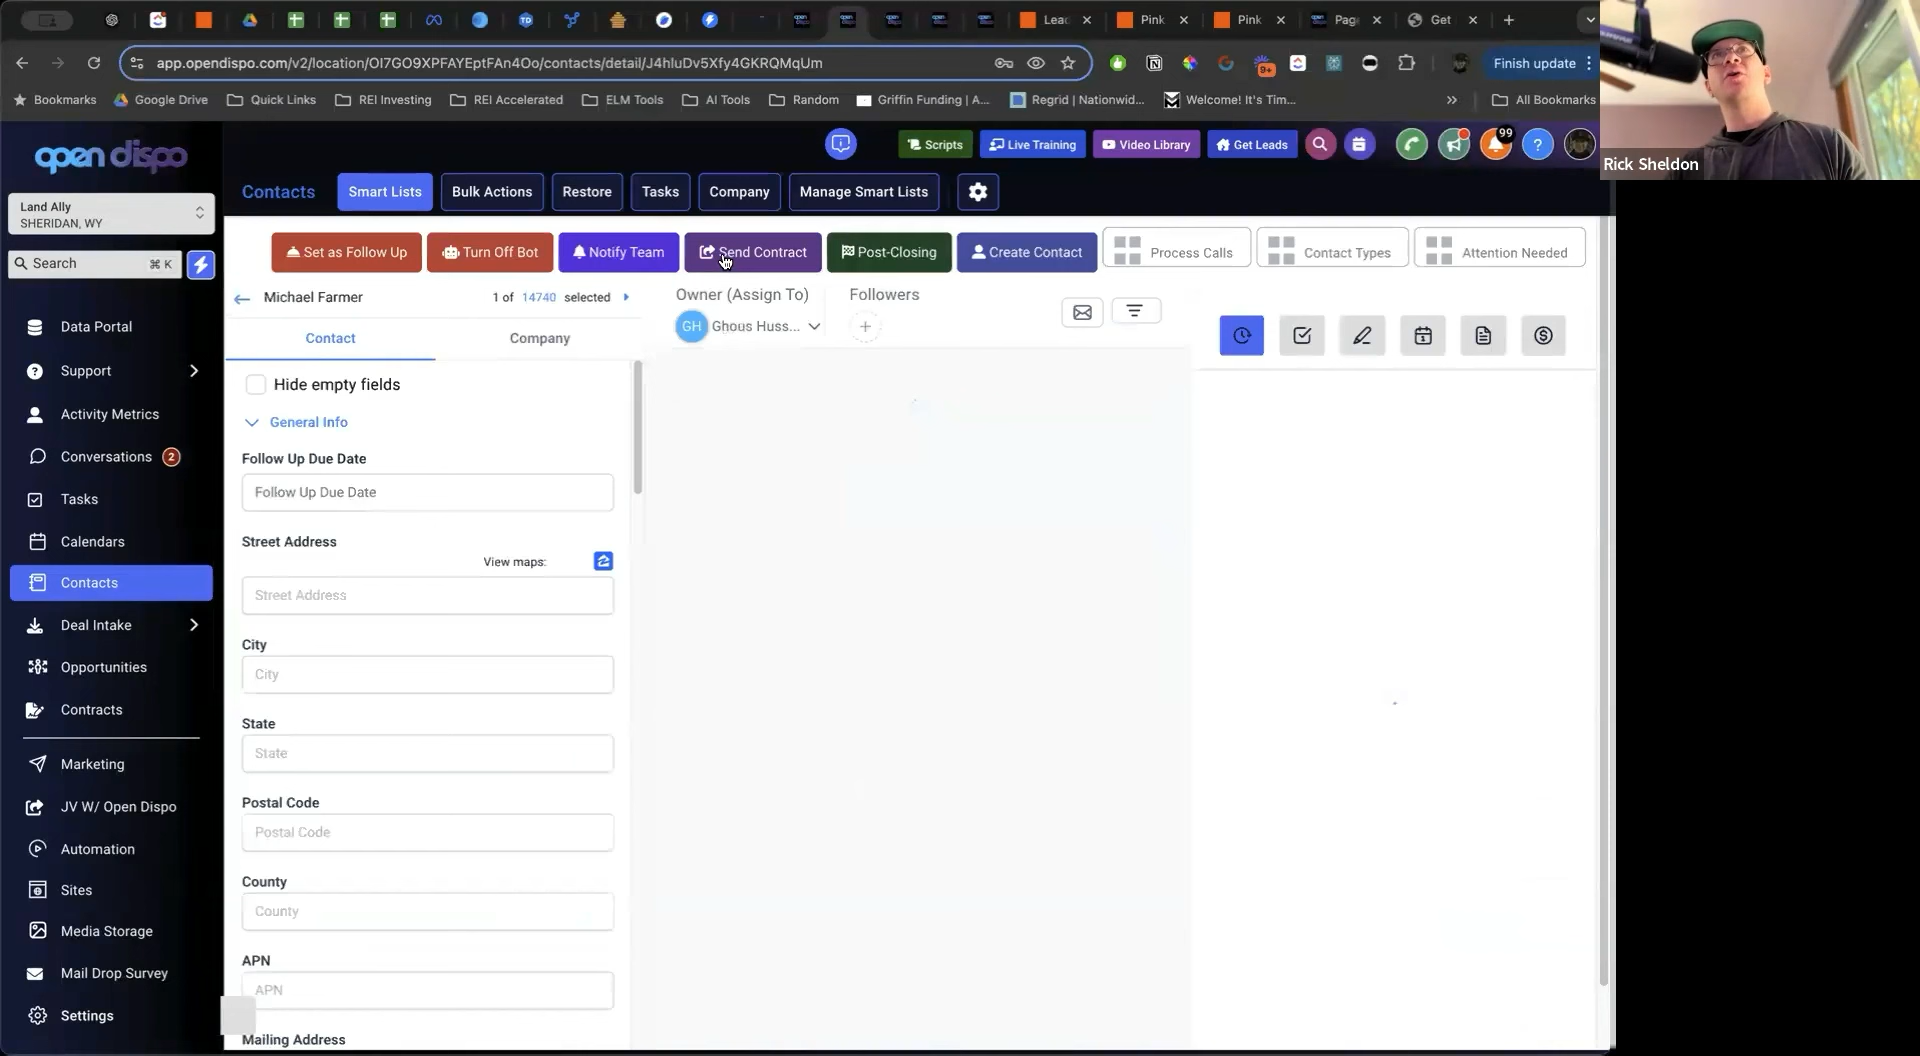 Lead
Pink
Pink
Page
Get
app.opendispo.com/v2/location/OI7GO9XPFAYEptFAn4Oo/contacts/detail/J4hluDv5Xfy4GKRQMqUm
9+
Finish update
Bookmarks
Google Drive
Quick Links
REI Investing
REI Accelerated
ELM Tools
AI Tools
Random
Griffin Funding | A...
Regrid | Nationwid...
Welcome! It's Tim...
All Bookmarks
Rick Sheldon
open dispo
Scripts
Live Training
Video Library
Get Leads
99
Contacts
Smart Lists
Bulk Actions
Restore
Tasks
Company
Manage Smart Lists
Land Ally
SHERIDAN, WY
Search
⌘ K
Set as Follow Up
Turn Off Bot
Notify Team
Send Contract
Post-Closing
Create Contact
Process Calls
Contact Types
Attention Needed
Michael Farmer
1 of 14740 selected
Owner (Assign To)
GH Ghous Huss...
Followers
Contact
Company
Hide empty fields
General Info
Follow Up Due Date
Follow Up Due Date
Street Address
View maps:
Street Address
City
City
State
State
Postal Code
Postal Code
County
County
APN
APN
Mailing Address
Data Portal
Support
Activity Metrics
Conversations 2
Tasks
Calendars
Contacts
Deal Intake
Opportunities
Contracts
Marketing
JV W/ Open Dispo
Automation
Sites
Media Storage
Mail Drop Survey
Settings